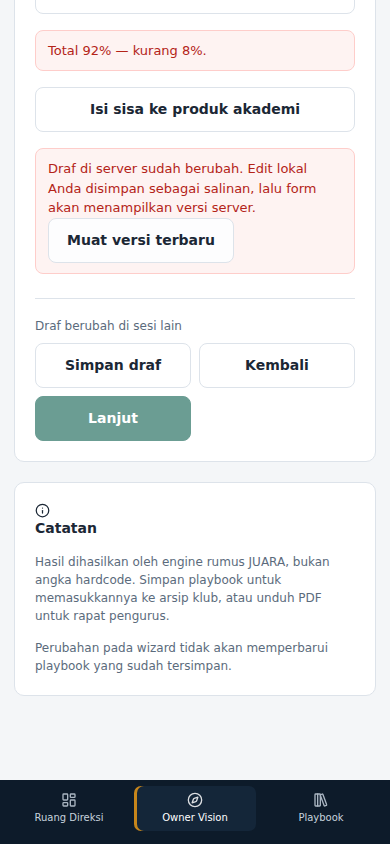 Total 92% — kurang 8%.
Isi sisa ke produk akademi
Draf di server sudah berubah. Edit lokal
Anda disimpan sebagai salinan, lalu form
akan menampilkan versi server.
Muat versi terbaru
Draf berubah di sesi lain
Simpan draf
Kembali
Lanjut
Catatan
Hasil dihasilkan oleh engine rumus JUARA, bukan
angka hardcode. Simpan playbook untuk
memasukkannya ke arsip klub, atau unduh PDF
untuk rapat pengurus.
Perubahan pada wizard tidak akan memperbarui
playbook yang sudah tersimpan.
Ruang Direksi
Owner Vision
Playbook